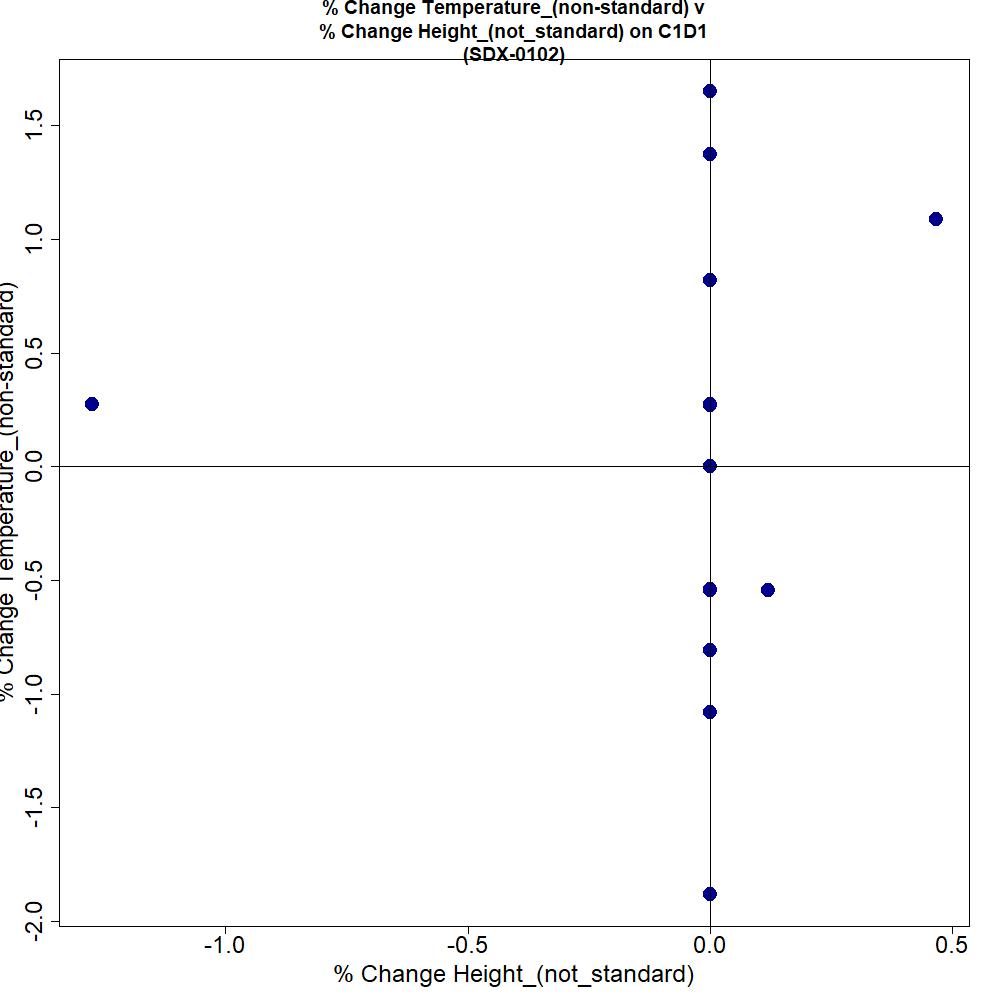 % Change Temperature_(non-standard) v
% Change Height_(not_standard) on C1D1
(SDX-0102)
% Change Temperature_(non-standard)
1.5
1.0
0.5
0.0
-0.5
-1.0
-1.5
-2.0
-1.0
-0.5
0.0
0.5
% Change Height_(not_standard)